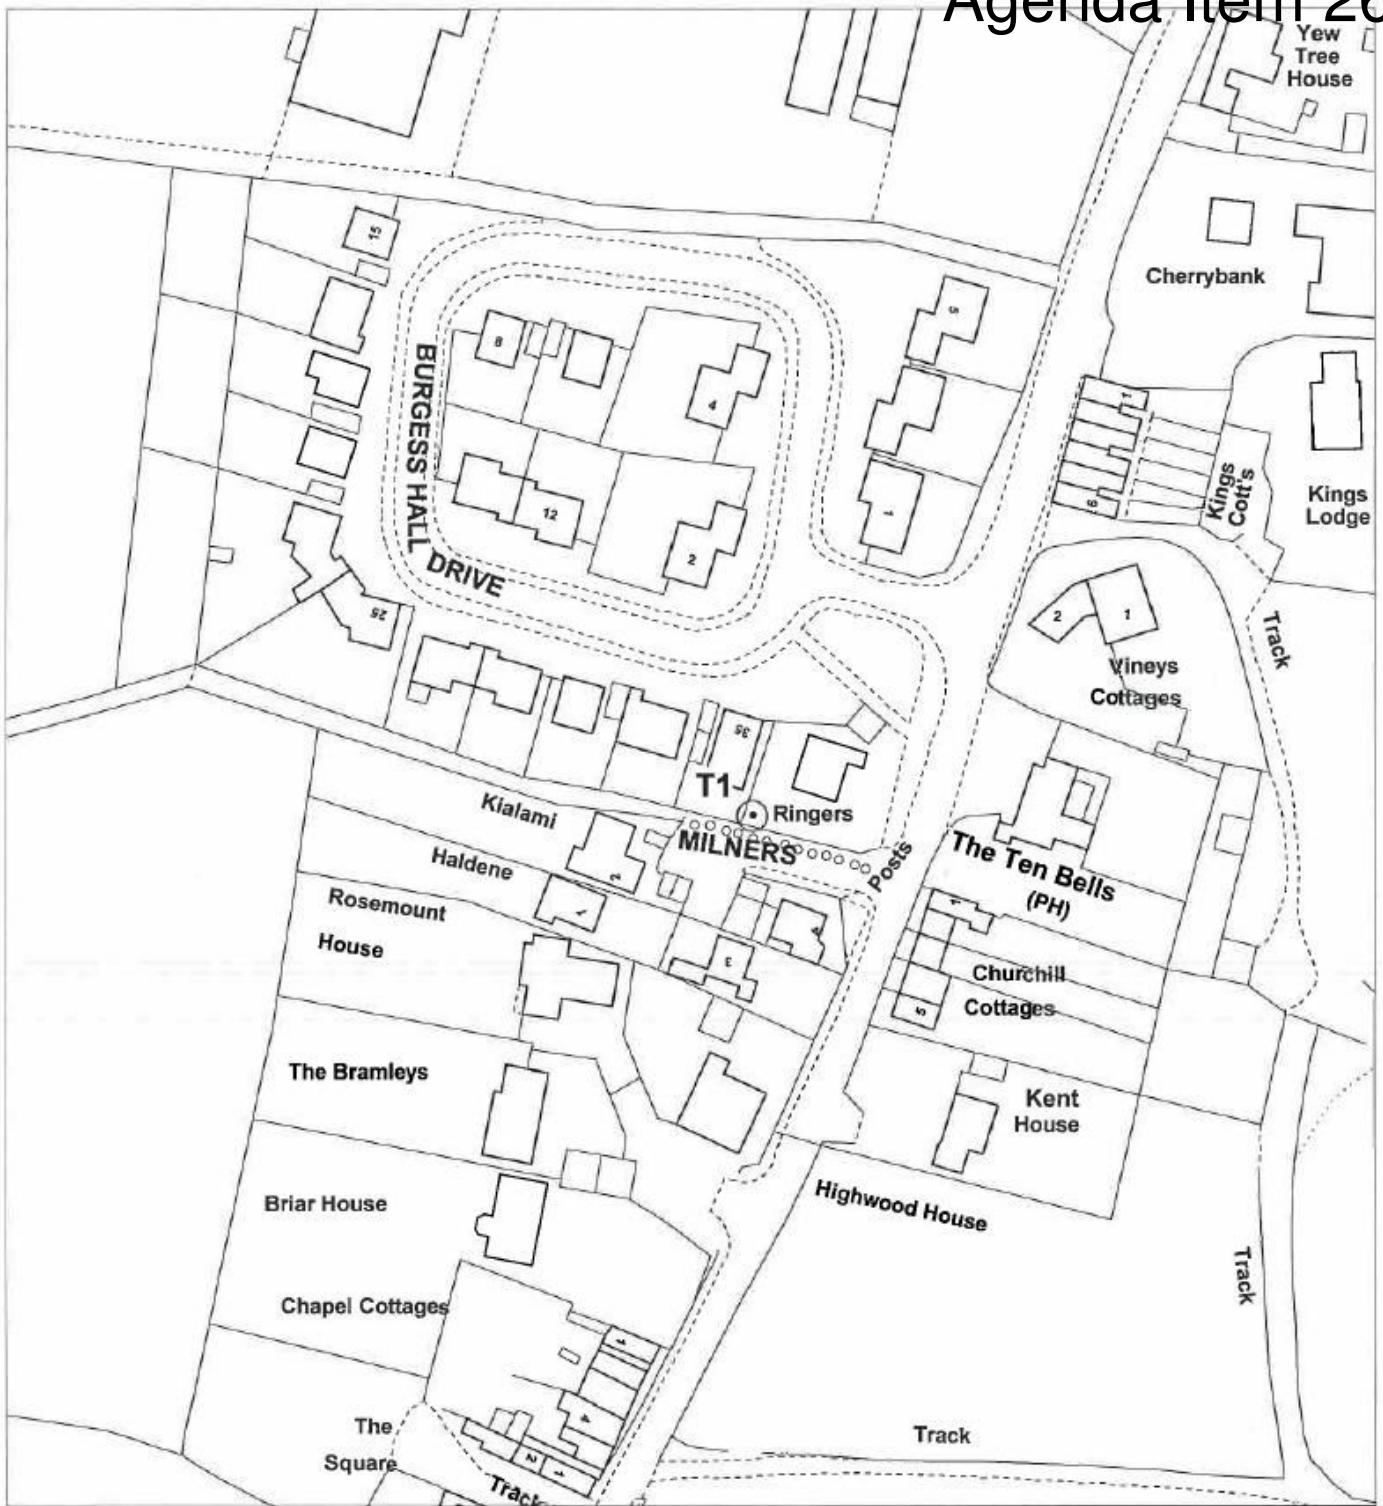 Agenda Item 26
Yew
Tree
House
15
Cherrybank
5
8
4
1
BURGESS HALL
DRIVE
Kings
Cott's
Kings
Lodge
6
12
1
2
25
2
1
Vineys
Cottages
Track
35
T1
Ringers
Kialami
MILNERS
Posts
The Ten Bells
(PH)
Haldene
2
Rosemount
House
1
1
4
3
Churchill
Cottages
5
The Bramleys
Kent
House
Briar House
Highwood House
Track
Chapel Cottages
1
4
The
Square
2
1
Track
Track